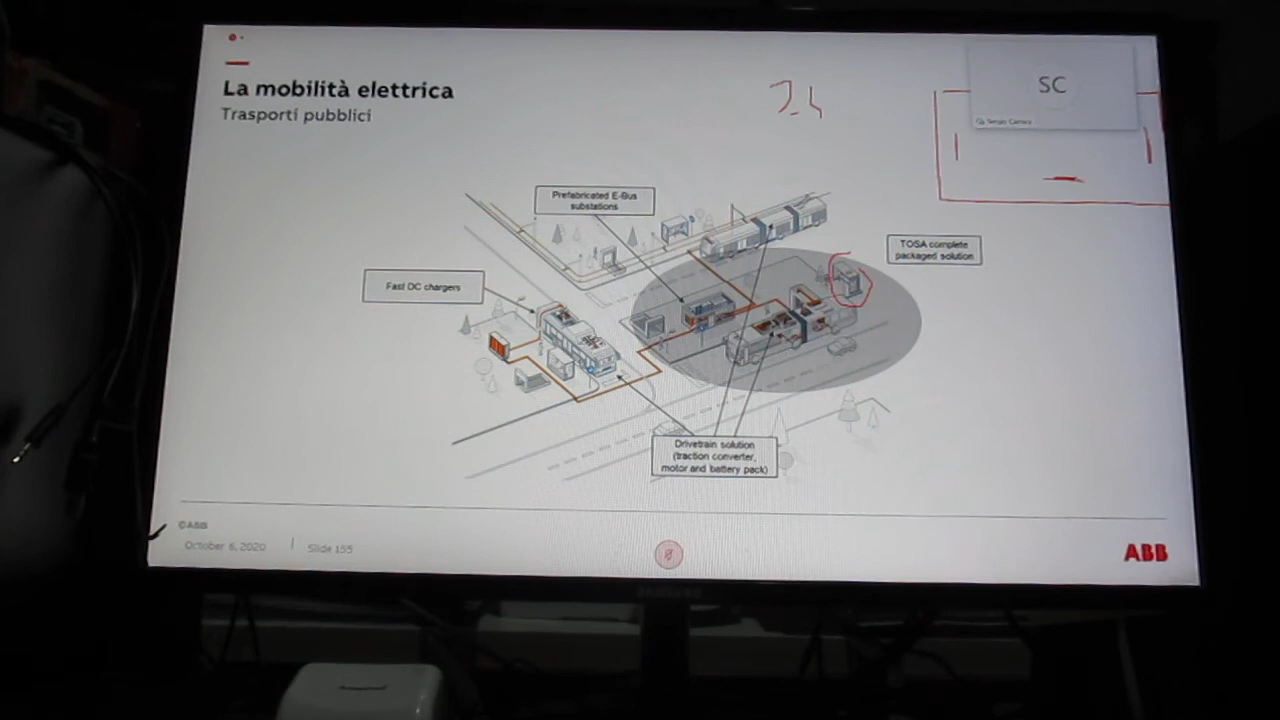 La mobilità elettrica
Trasporti pubblici
SC
Prefabricated E-Bus
substations
TOSA complete
packaged solution
Fast DC chargers
Drivetrain solution
(traction converter,
motor and battery pack)
©ABB
October 6, 2020
Slide 155
ABB